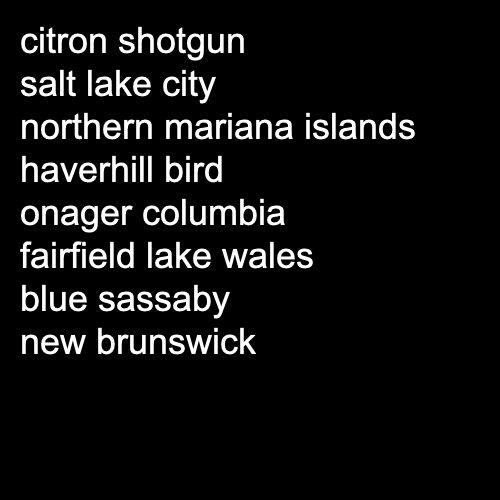 citron shotgun
salt lake city
northern mariana islands
haverhill bird
onager columbia
fairfield lake wales
blue sassaby
new brunswick